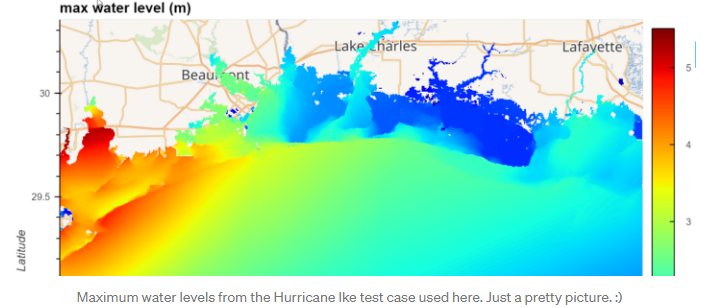 max water level (m)
Lake Charles
Lafayette
Beaumont
5
30
4
29.5
3
Latitude
Maximum water levels from the Hurricane Ike test case used here. Just a pretty picture. :)